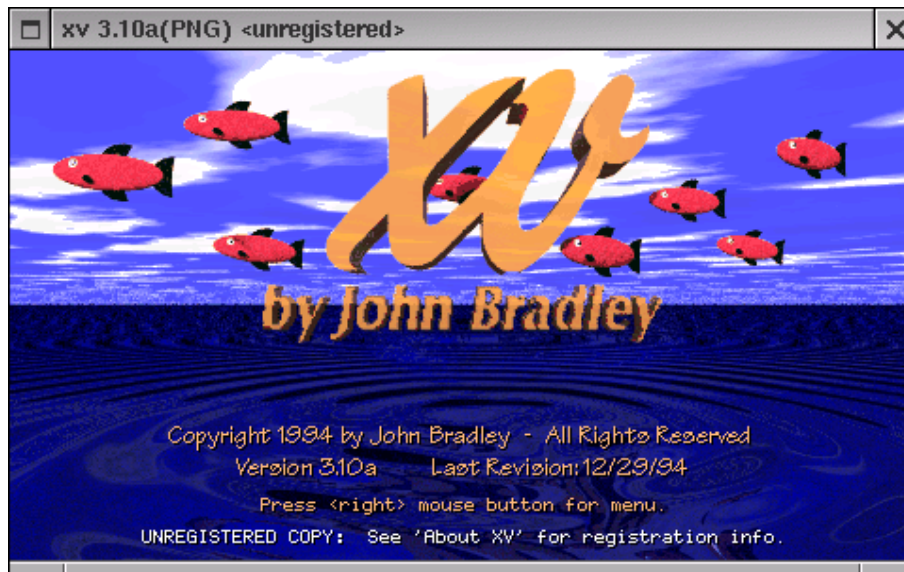 xv 3.10a(PNG) <unregistered>
xv
by John Bradley
Copyright 1994 by John Bradley - All Rights Reserved
Version 3.10a Last Revision: 12/29/94
Press <right> mouse button for menu.
UNREGISTERED COPY: See 'About XV' for registration info.